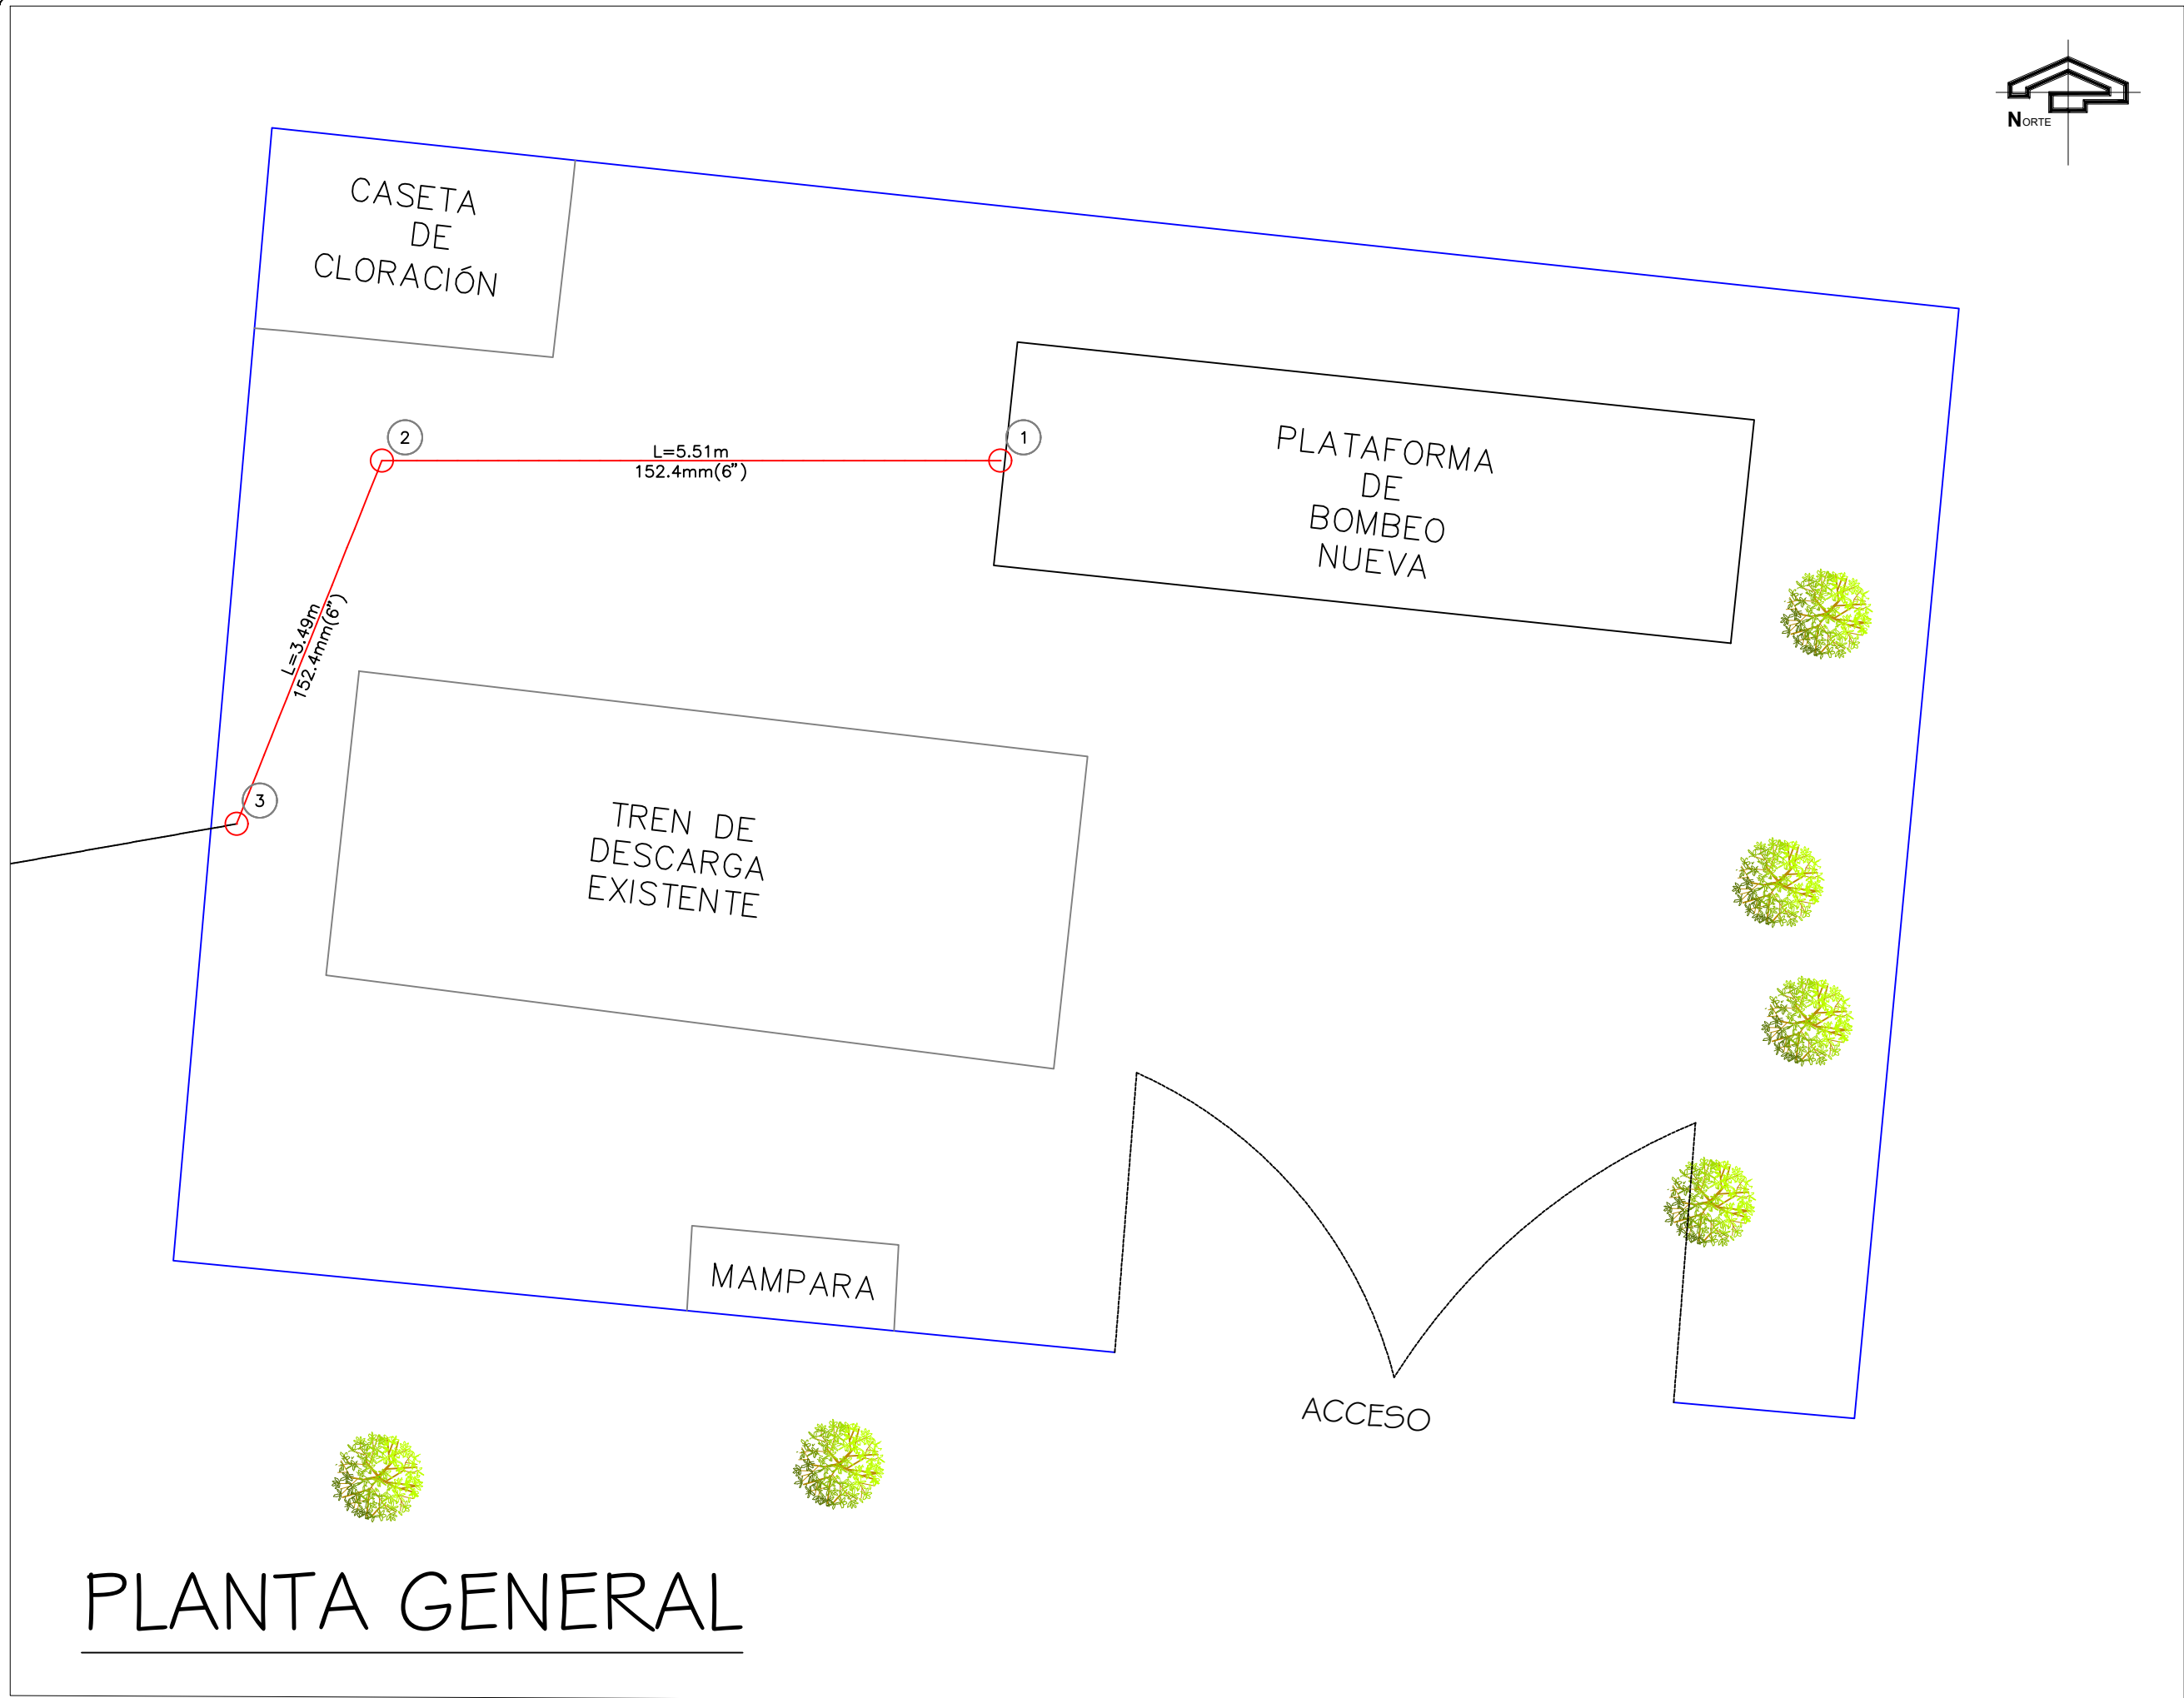 NORTE
CASETA
DE
CLORACIÓN
2
1
L=5.51m
152.4mm(6")
PLATAFORMA
DE
BOMBEO
NUEVA
L=3.49m
152.4mm(6")
3
TREN DE
DESCARGA
EXISTENTE
MAMPARA
ACCESO
PLANTA GENERAL